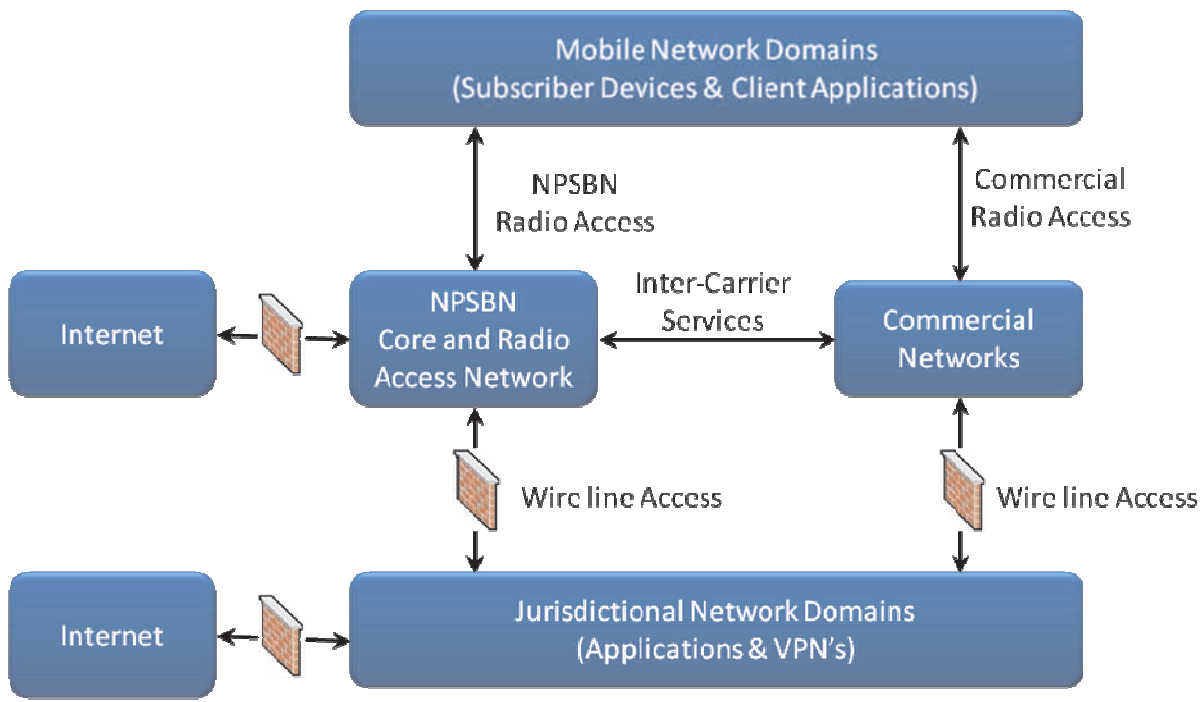 Mobile Network Domains
(Subscriber Devices & Client Applications)
NPSBN
Radio Access
Commercial
Radio Access
Internet
NPSBN
Core and Radio
Access Network
Inter-Carrier
Services
Commercial
Networks
Wire line Access
Wire line Access
Internet
Jurisdictional Network Domains
(Applications & VPN's)